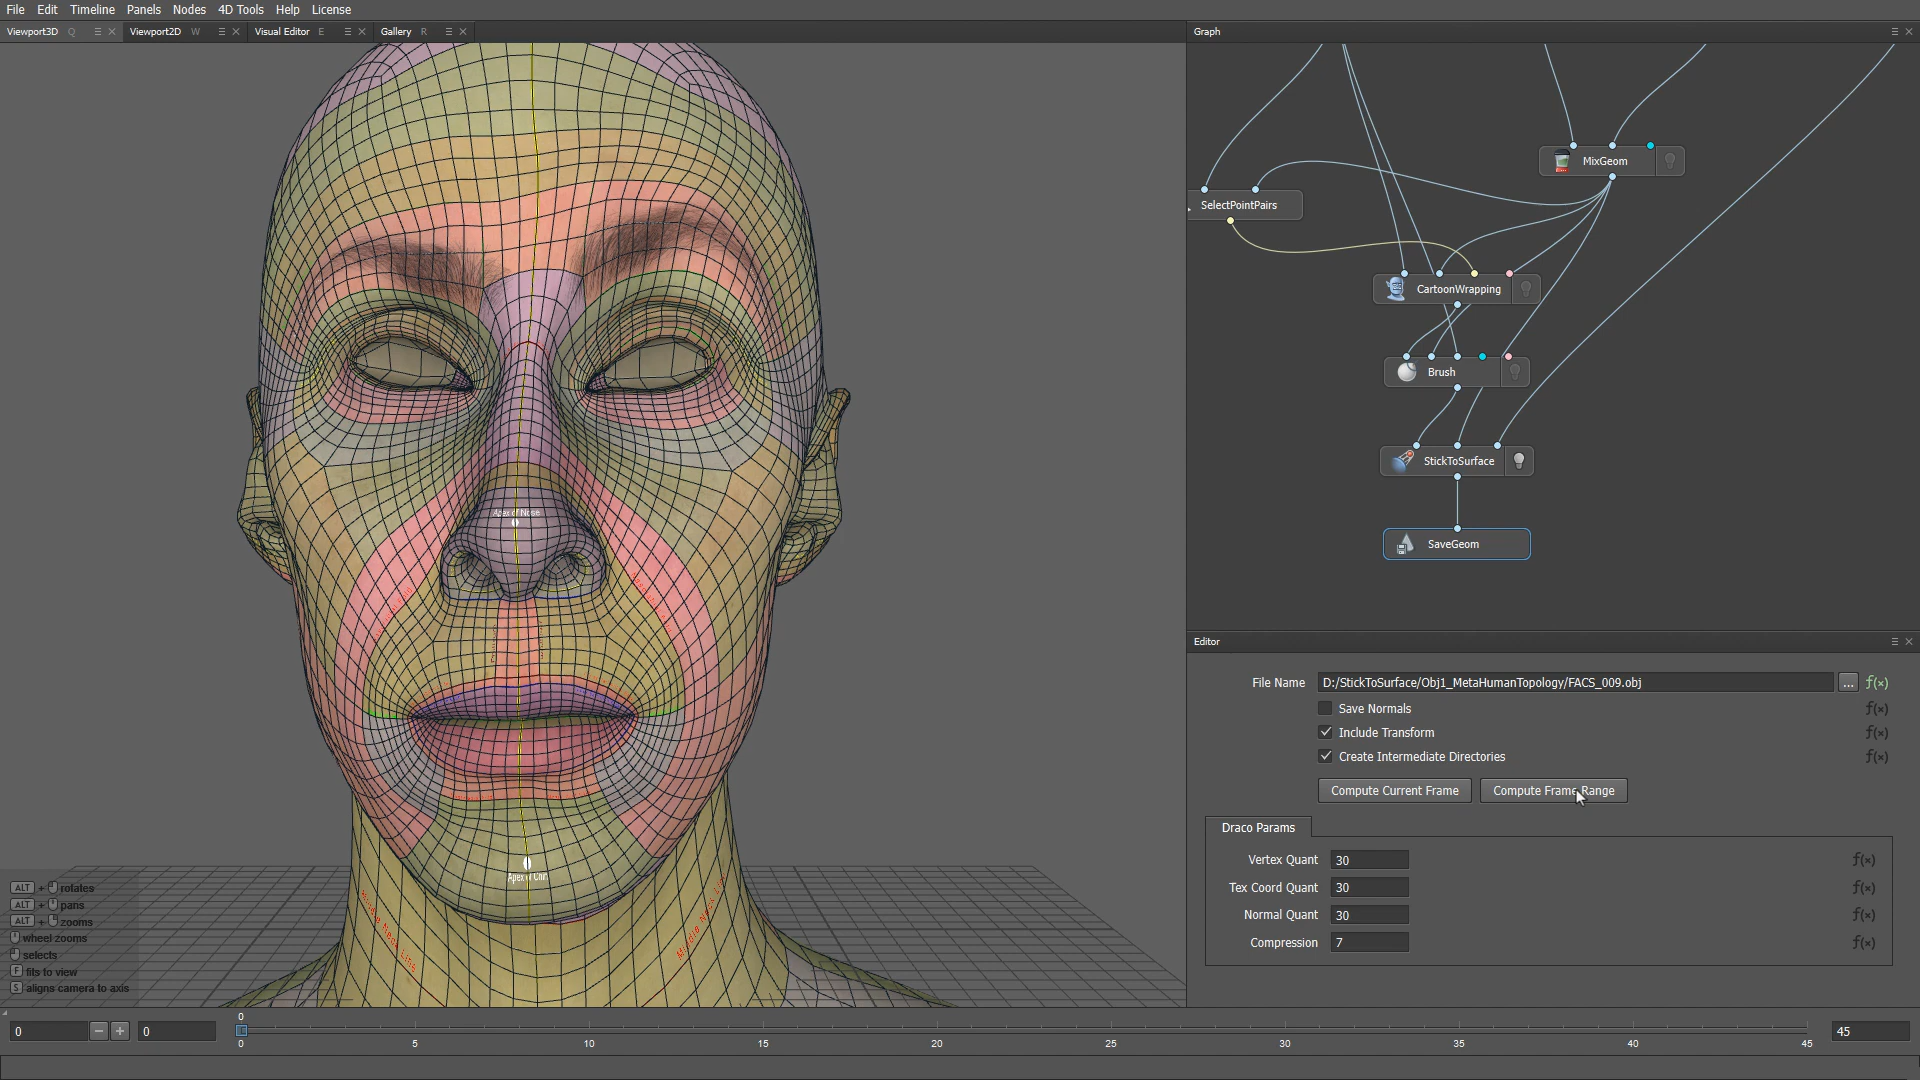 File Edit Timeline Panels Nodes 4D Tools Help License
Viewport3D Q Viewport2D W Visual Editor E Gallery R
Graph
MixGeom
SelectPointPairs
CartoonWrapping
Brush
StickToSurface
SaveGeom
Apex of Nose
Middle Neck Line
ALT + rotates
ALT + pans
ALT + zooms
wheel zooms
selects
F fits to view
S aligns camera to axis
Editor
File Name D:/StickToSurface/Obj1_MetaHumanTopology/FACS_009.obj ... f(x)
Save Normals f(x)
Include Transform f(x)
Create Intermediate Directories f(x)
Compute Current Frame Compute Frame Range
Draco Params
Vertex Quant 30 f(x)
Tex Coord Quant 30 f(x)
Normal Quant 30 f(x)
Compression 7 f(x)
0
0 − + 0 45
0 5 10 15 20 25 30 35 40 45